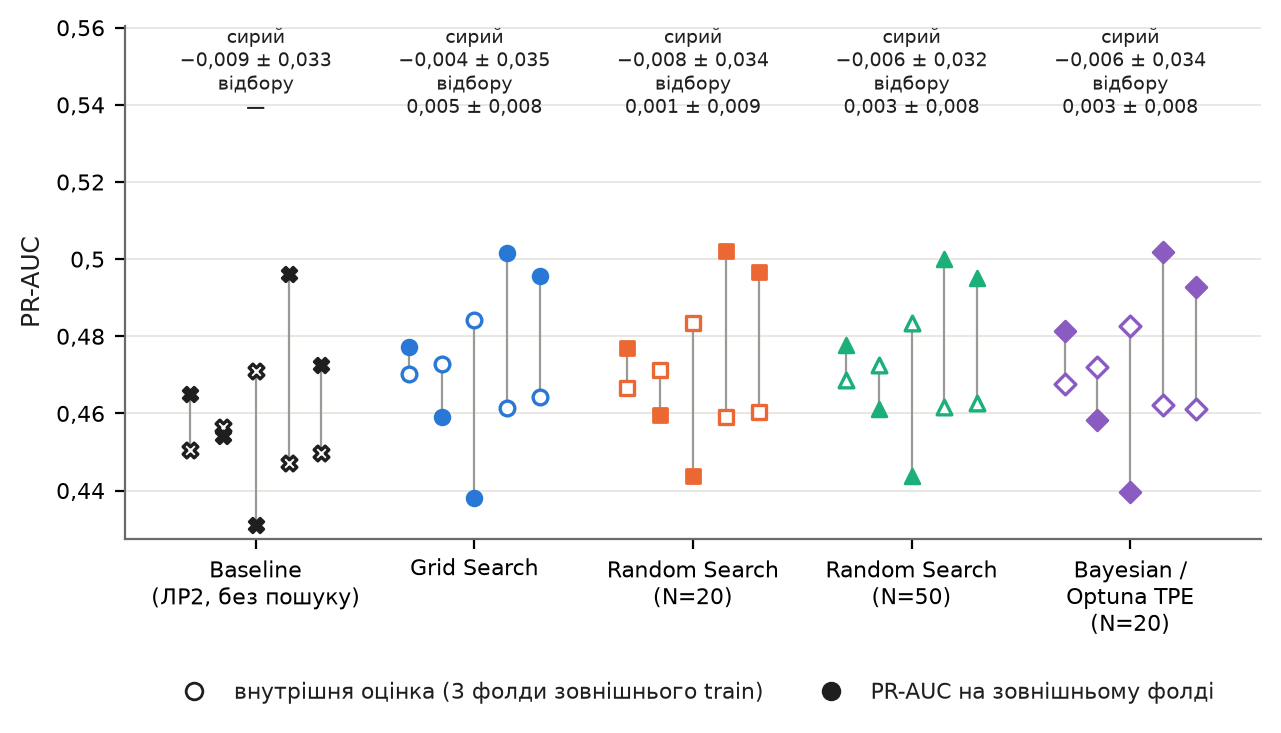 0,56
0,54
0,52
0,5
0,48
0,46
0,44
PR-AUC
сирий
−0,009 ± 0,033
відбору
—
сирий
−0,004 ± 0,035
відбору
0,005 ± 0,008
сирий
−0,008 ± 0,034
відбору
0,001 ± 0,009
сирий
−0,006 ± 0,032
відбору
0,003 ± 0,008
сирий
−0,006 ± 0,034
відбору
0,003 ± 0,008
Baseline
(ЛР2, без пошуку)
Grid Search
Random Search
(N=20)
Random Search
(N=50)
Bayesian /
Optuna TPE
(N=20)
внутрішня оцінка (3 фолди зовнішнього train)
PR-AUC на зовнішньому фолді